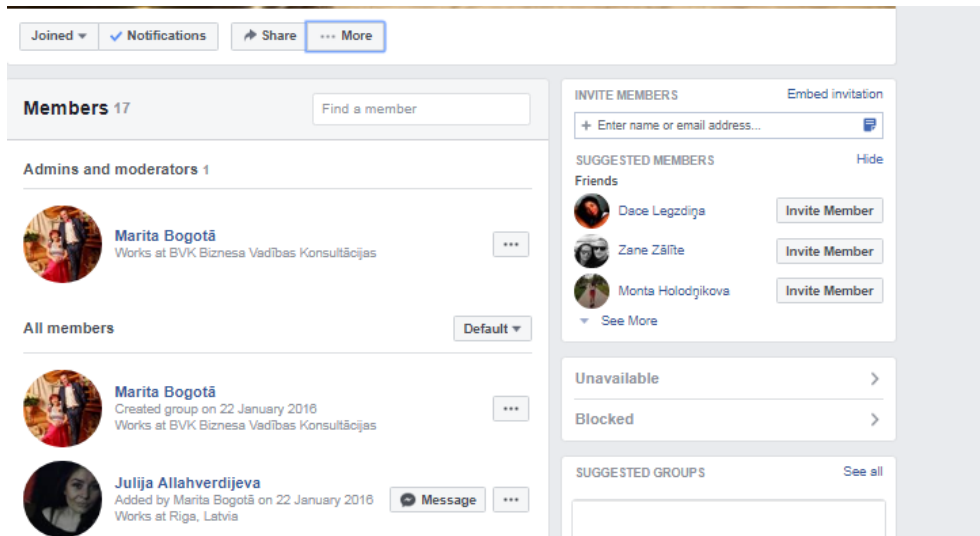 Joined
Notifications
Share
More
Members 17
Find a member
Admins and moderators 1
Marita Bogotā
Works at BVK Biznesa Vadības Konsultācijas
All members
Default
Marita Bogotā
Created group on 22 January 2016
Works at BVK Biznesa Vadības Konsultācijas
Julija Allahverdijeva
Added by Marita Bogotā on 22 January 2016
Works at Riga, Latvia
Message
INVITE MEMBERS
Embed invitation
+ Enter name or email address...
SUGGESTED MEMBERS
Hide
Friends
Dace Legzdiņa
Invite Member
Zane Zālīte
Invite Member
Monta Holodņikova
Invite Member
See More
Unavailable
Blocked
SUGGESTED GROUPS
See all